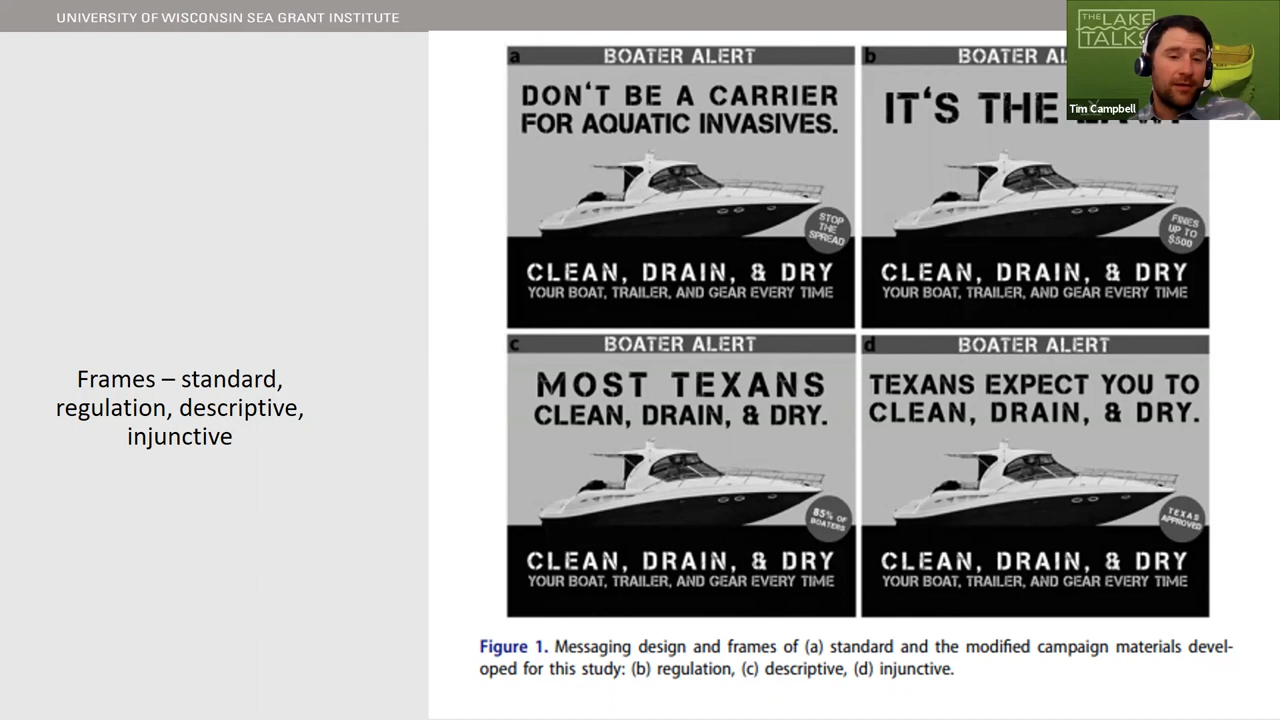 UNIVERSITY OF WISCONSIN SEA GRANT INSTITUTE
THE LAKE
TALKS
Tim Campbell
Frames – standard,
regulation, descriptive,
injunctive
a
BOATER ALERT
DON'T BE A CARRIER
FOR AQUATIC INVASIVES.
STOP
THE
SPREAD
CLEAN, DRAIN, & DRY
YOUR BOAT, TRAILER, AND GEAR EVERY TIME
b
BOATER AL
IT'S THE
FINES
UP TO
$500
CLEAN, DRAIN, & DRY
YOUR BOAT, TRAILER, AND GEAR EVERY TIME
c
BOATER ALERT
MOST TEXANS
CLEAN, DRAIN, & DRY.
85% OF
BOATERS
CLEAN, DRAIN, & DRY
YOUR BOAT, TRAILER, AND GEAR EVERY TIME
d
BOATER ALERT
TEXANS EXPECT YOU TO
CLEAN, DRAIN, & DRY.
TEXAS
APPROVED
CLEAN, DRAIN, & DRY
YOUR BOAT, TRAILER, AND GEAR EVERY TIME
Figure 1. Messaging design and frames of (a) standard and the modified campaign materials devel-
oped for this study: (b) regulation, (c) descriptive, (d) injunctive.